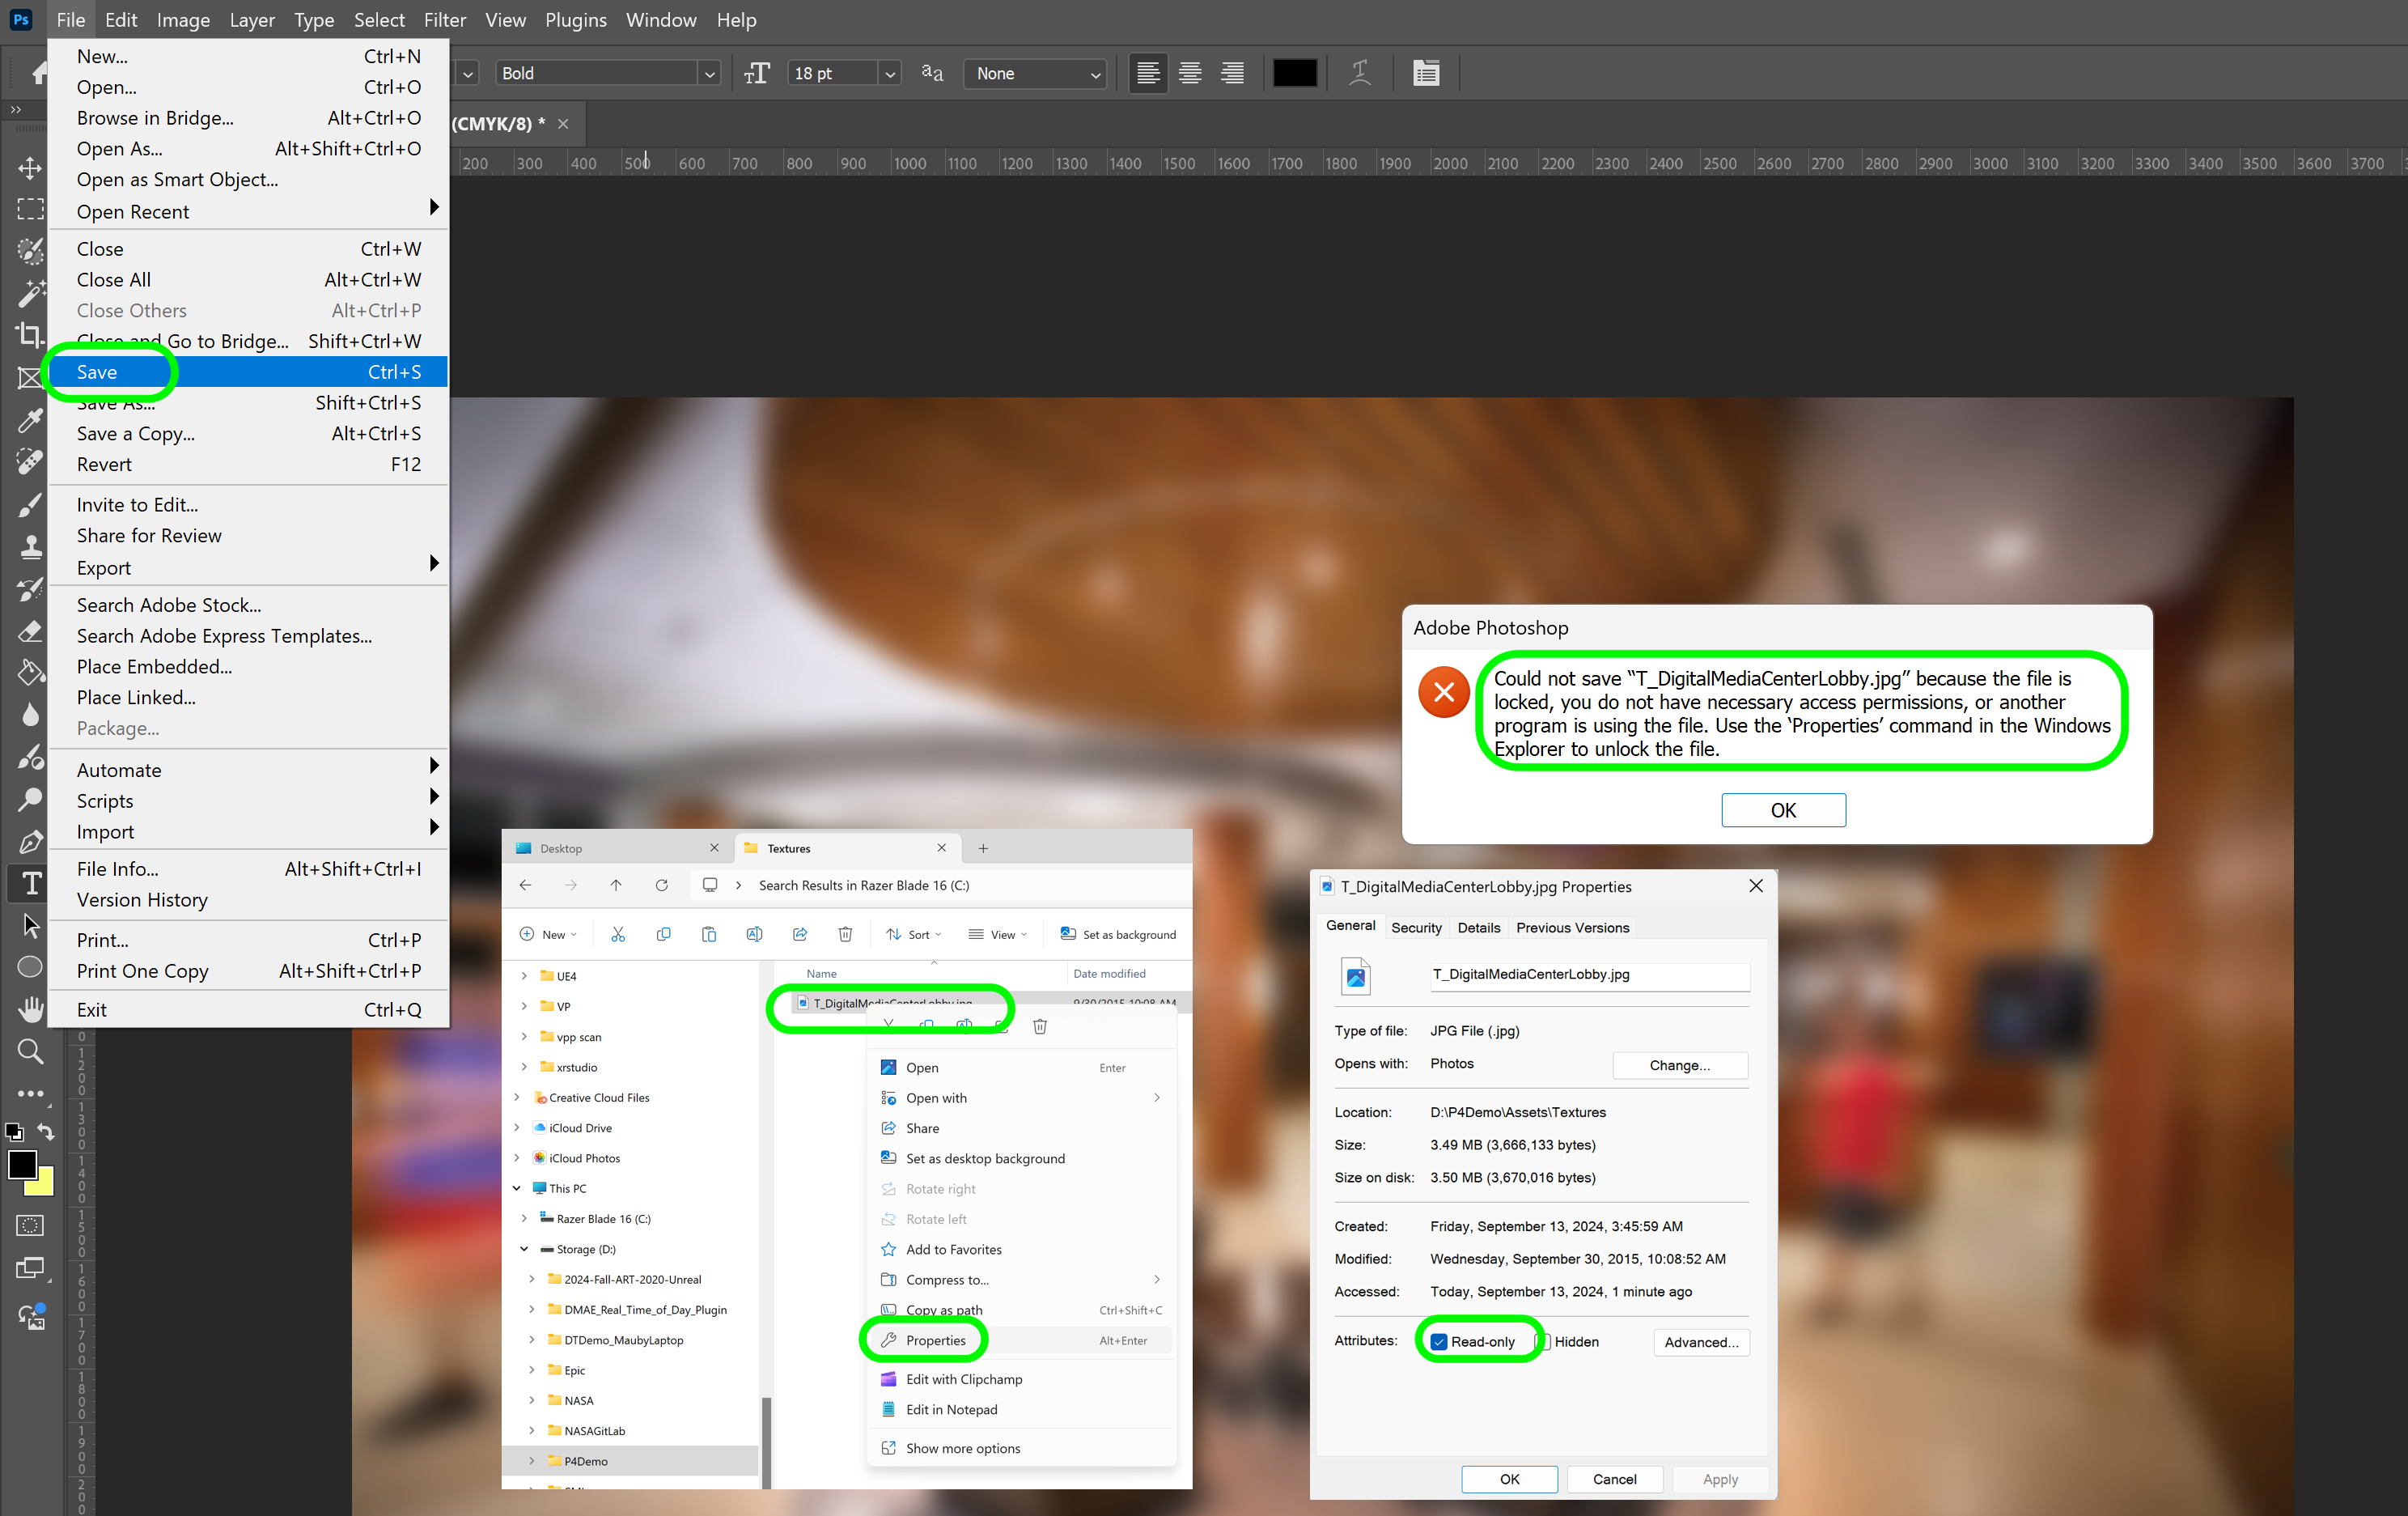 Ps File Edit Image Layer Type Select Filter View Plugins Window Help
Bold 18 pt None
(CMYK/8) *
200 300 400 500 600 700 800 900 1000 1100 1200 1300 1400 1500 1600 1700 1800 1900 2000 2100 2200 2300 2400 2500 2600 2700 2800 2900 3000 3100 3200 3300 3400 3500 3600 3700
New... Ctrl+N
Open... Ctrl+O
Browse in Bridge... Alt+Ctrl+O
Open As... Alt+Shift+Ctrl+O
Open as Smart Object...
Open Recent
Close Ctrl+W
Close All Alt+Ctrl+W
Close Others Alt+Ctrl+P
Close and Go to Bridge... Shift+Ctrl+W
Save Ctrl+S
Save As... Shift+Ctrl+S
Save a Copy... Alt+Ctrl+S
Revert F12
Invite to Edit...
Share for Review
Export
Search Adobe Stock...
Search Adobe Express Templates...
Place Embedded...
Place Linked...
Package...
Automate
Scripts
Import
File Info... Alt+Shift+Ctrl+I
Version History
Print... Ctrl+P
Print One Copy Alt+Shift+Ctrl+P
Exit Ctrl+Q
0
1200
1300
1400
1500
1600
1700
1800
1900
200
Adobe Photoshop
Could not save “T_DigitalMediaCenterLobby.jpg” because the file is
locked, you do not have necessary access permissions, or another
program is using the file. Use the ‘Properties’ command in the Windows
Explorer to unlock the file.
OK
Desktop Textures
Search Results in Razer Blade 16 (C:)
New Sort View Set as background
Name Date modified
T_DigitalMediaCenterLobby.jpg 9/30/2015 10:08 AM
UE4
VP
vpp scan
xrstudio
Creative Cloud Files
iCloud Drive
iCloud Photos
This PC
Razer Blade 16 (C:)
Storage (D:)
2024-Fall-ART-2020-Unreal
DMAE_Real_Time_of_Day_Plugin
DTDemo_MaubyLaptop
Epic
NASA
NASAGitLab
P4Demo
Open Enter
Open with
Share
Set as desktop background
Rotate right
Rotate left
Add to Favorites
Compress to...
Copy as path Ctrl+Shift+C
Properties Alt+Enter
Edit with Clipchamp
Edit in Notepad
Show more options
T_DigitalMediaCenterLobby.jpg Properties
General Security Details Previous Versions
T_DigitalMediaCenterLobby.jpg
Type of file: JPG File (.jpg)
Opens with: Photos Change...
Location: D:\P4Demo\Assets\Textures
Size: 3.49 MB (3,666,133 bytes)
Size on disk: 3.50 MB (3,670,016 bytes)
Created: Friday, September 13, 2024, 3:45:59 AM
Modified: Wednesday, September 30, 2015, 10:08:52 AM
Accessed: Today, September 13, 2024, 1 minute ago
Attributes: Read-only Hidden Advanced...
OK Cancel Apply